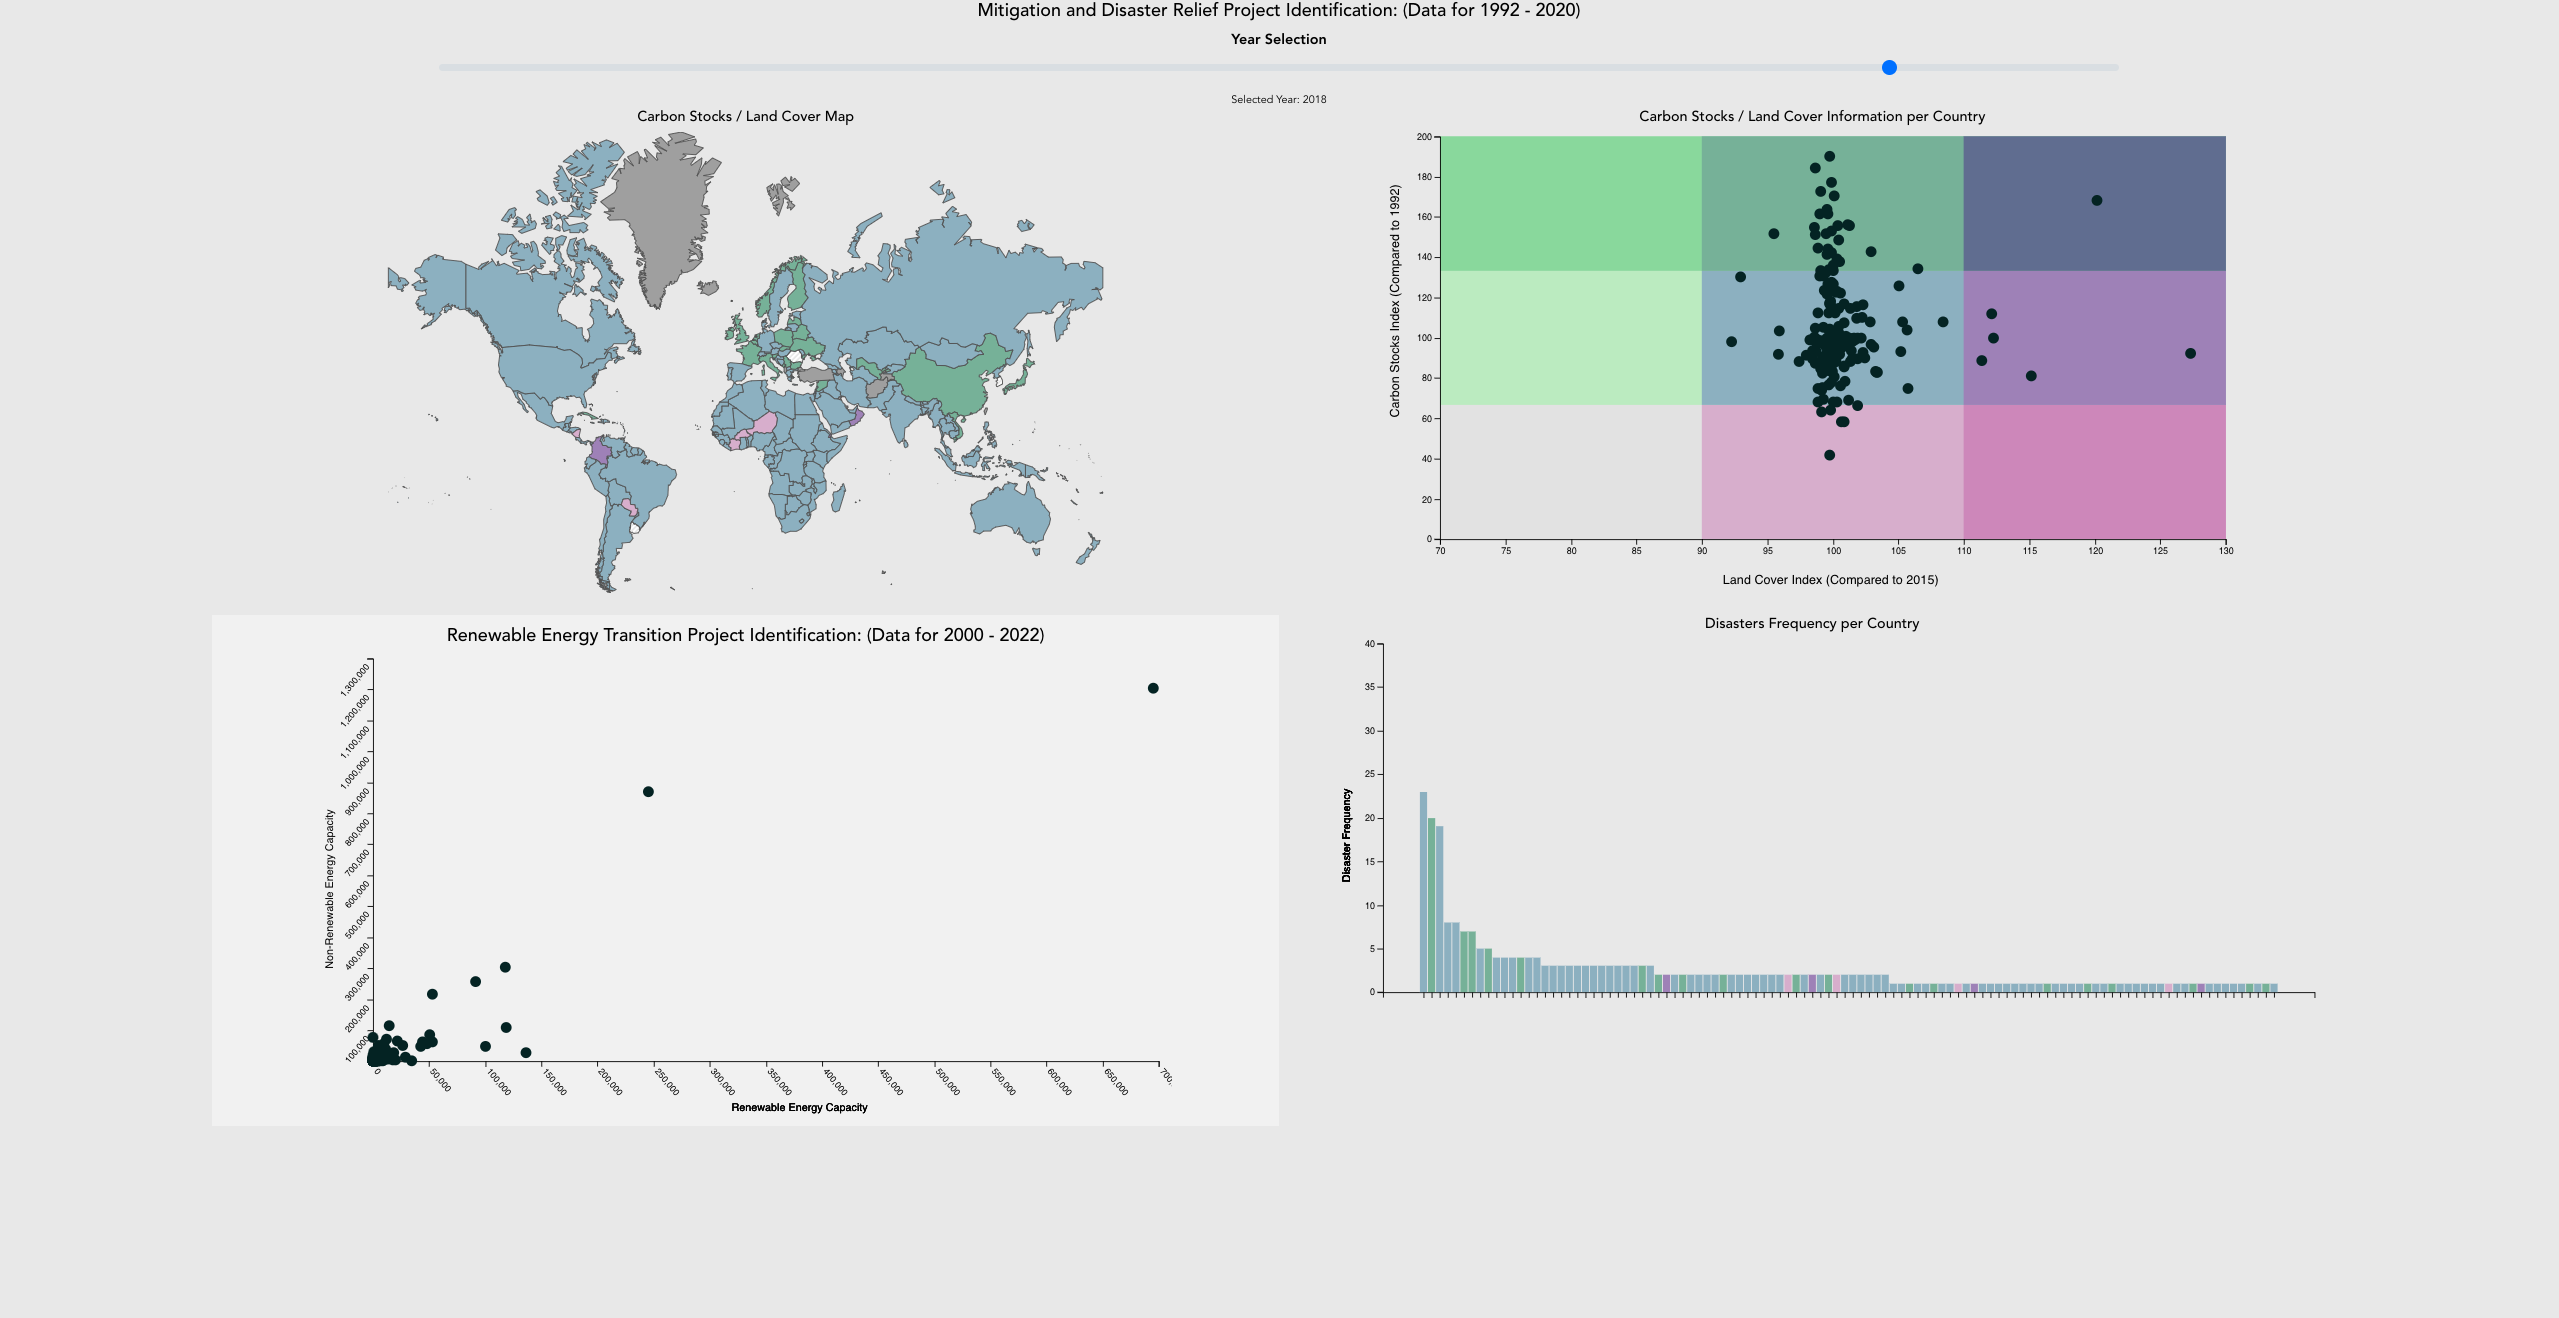 Mitigation and Disaster Relief Project Identification: (Data for 1992 - 2020)
Year Selection
Selected Year: 2018
Carbon Stocks / Land Cover Map
Carbon Stocks / Land Cover Information per Country
Carbon Stocks Index (Compared to 1992)
200
180
160
140
120
100
80
60
40
20
0
70 75 80 85 90 95 100 105 110 115 120 125 130
Land Cover Index (Compared to 2015)
Renewable Energy Transition Project Identification: (Data for 2000 - 2022)
Non-Renewable Energy Capacity
1,300,000
1,200,000
1,100,000
1,000,000
900,000
800,000
700,000
600,000
500,000
400,000
300,000
200,000
100,000
0 50,000 100,000 150,000 200,000 250,000 300,000 350,000 400,000 450,000 500,000 550,000 600,000 650,000 700,
Renewable Energy Capacity
Disasters Frequency per Country
Disaster Frequency
40
35
30
25
20
15
10
5
0